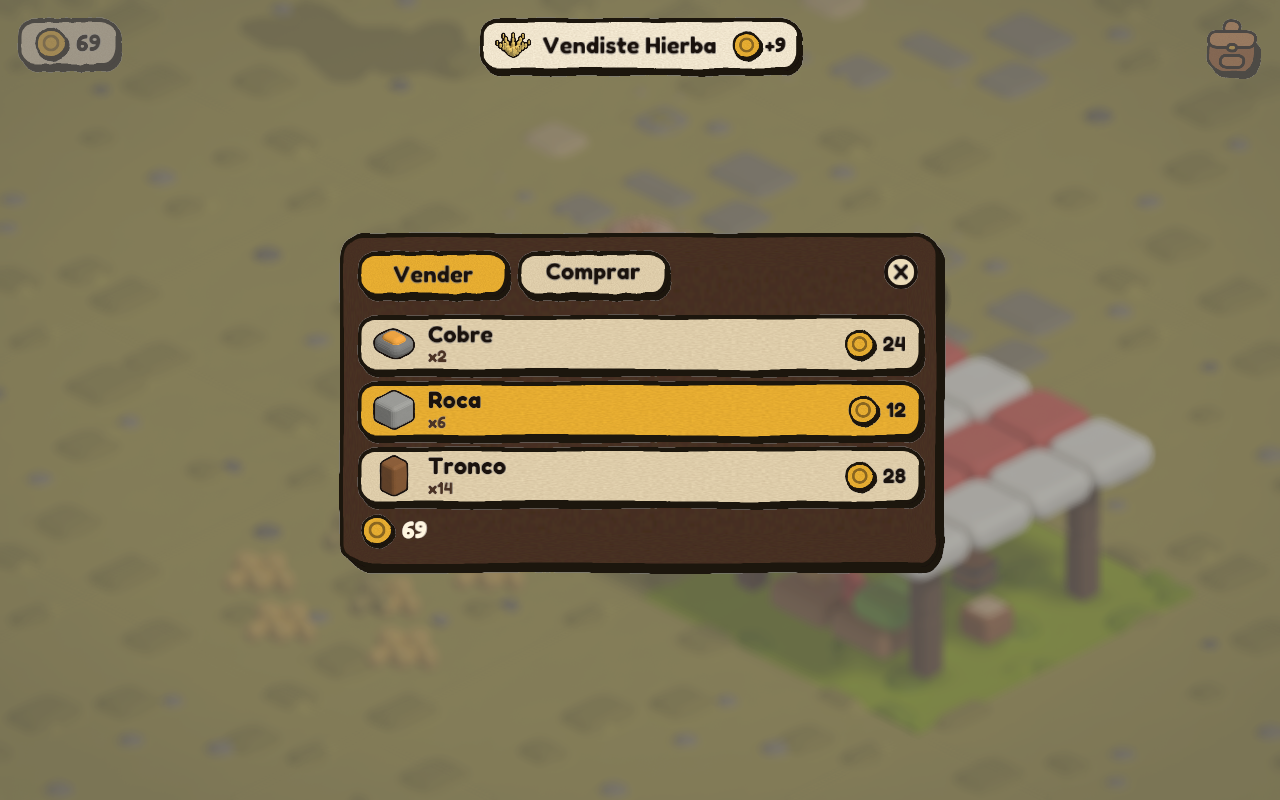 69
Vendiste Hierba +9
Vender
Comprar
Cobre
x2
24
Roca
x6
12
Tronco
x14
28
69